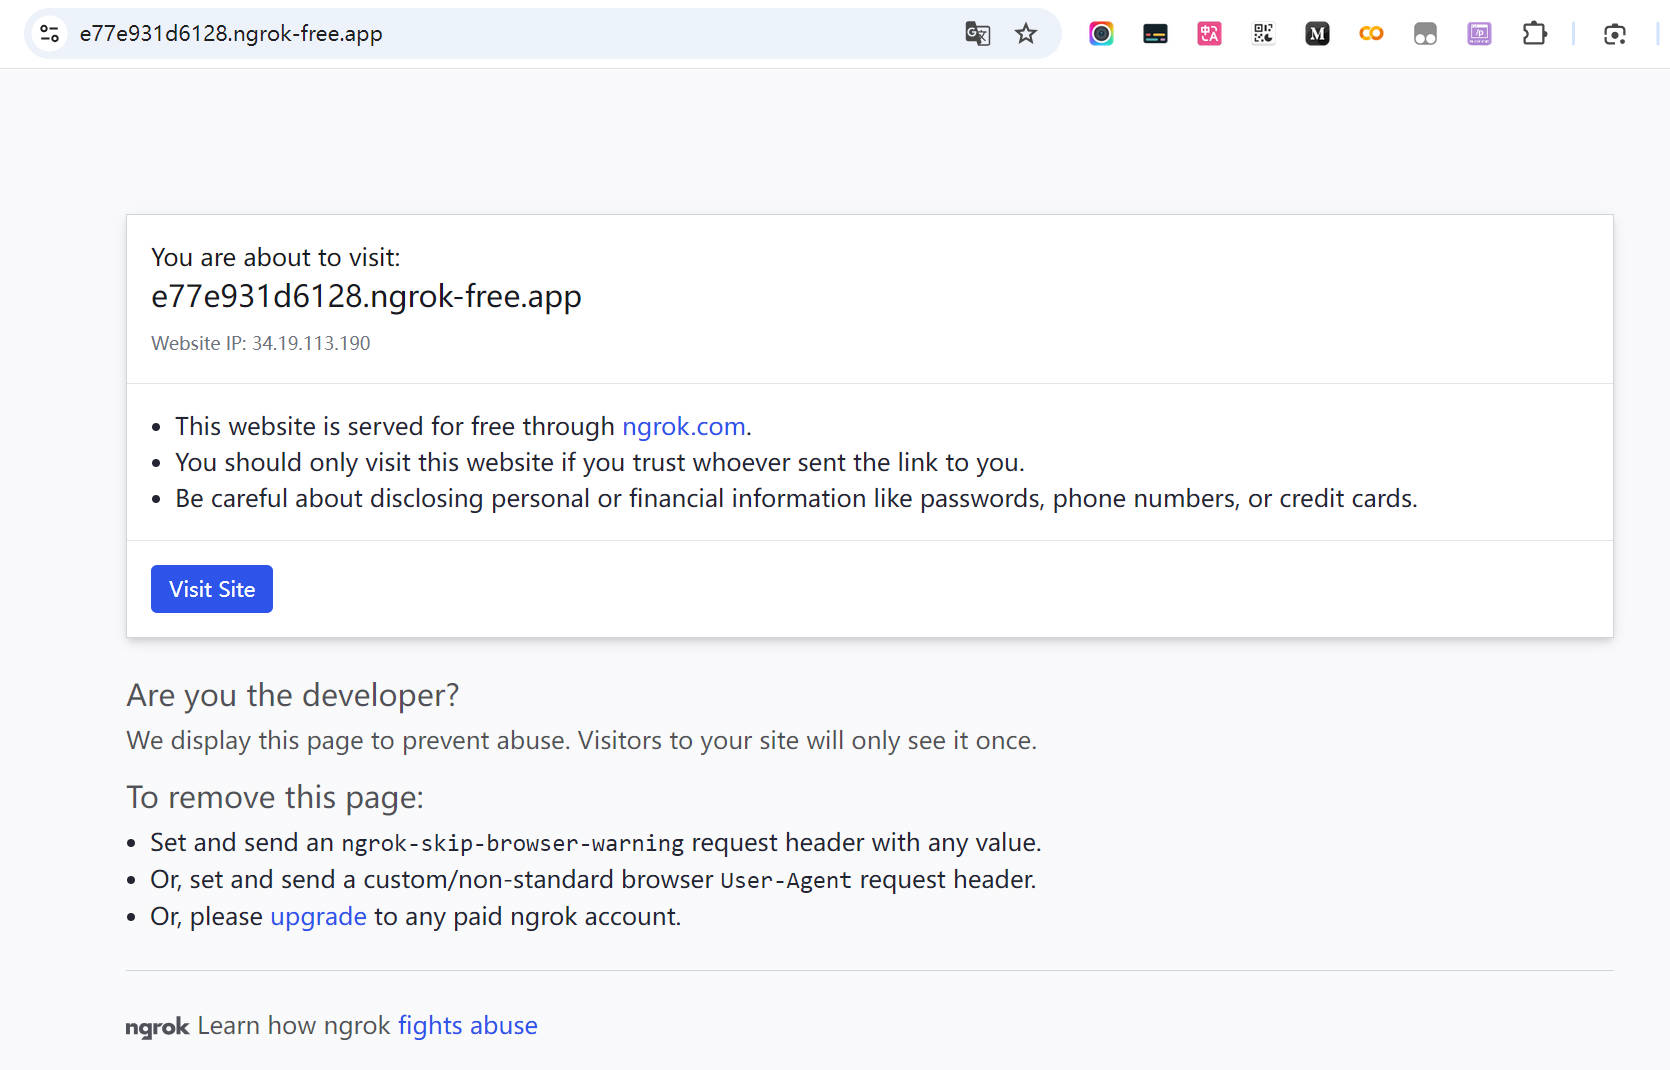 e77e931d6128.ngrok-free.app
You are about to visit:
e77e931d6128.ngrok-free.app
Website IP: 34.19.113.190
• This website is served for free through ngrok.com.
• You should only visit this website if you trust whoever sent the link to you.
• Be careful about disclosing personal or financial information like passwords, phone numbers, or credit cards.
Visit Site
Are you the developer?
We display this page to prevent abuse. Visitors to your site will only see it once.
To remove this page:
• Set and send an ngrok-skip-browser-warning request header with any value.
• Or, set and send a custom/non-standard browser User-Agent request header.
• Or, please upgrade to any paid ngrok account.
ngrok Learn how ngrok fights abuse